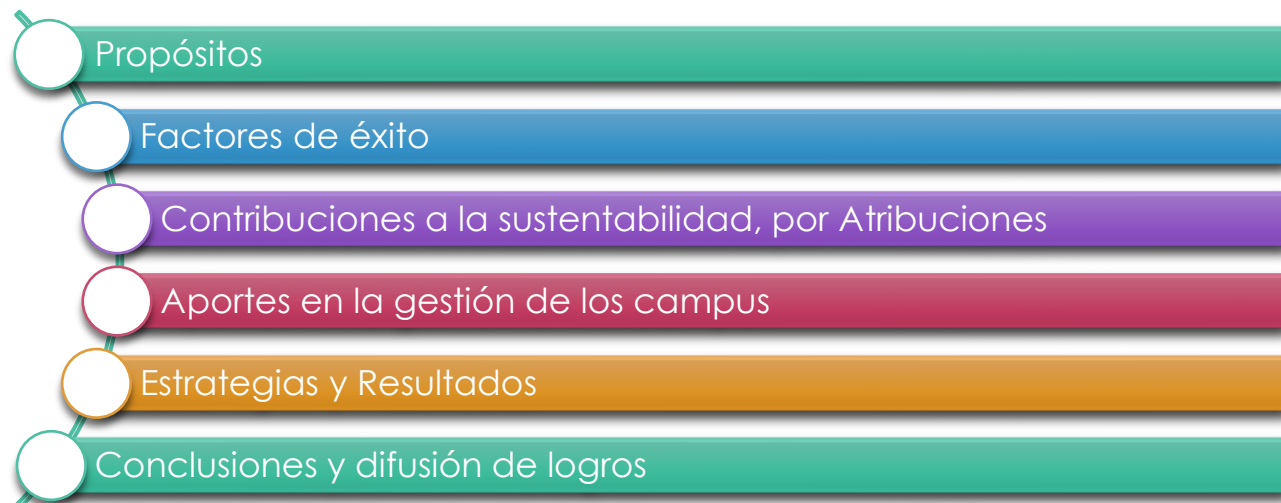 Propósitos
Factores de éxito
Contribuciones a la sustentabilidad, por Atribuciones
Aportes en la gestión de los campus
Estrategias y Resultados
Conclusiones y difusión de logros